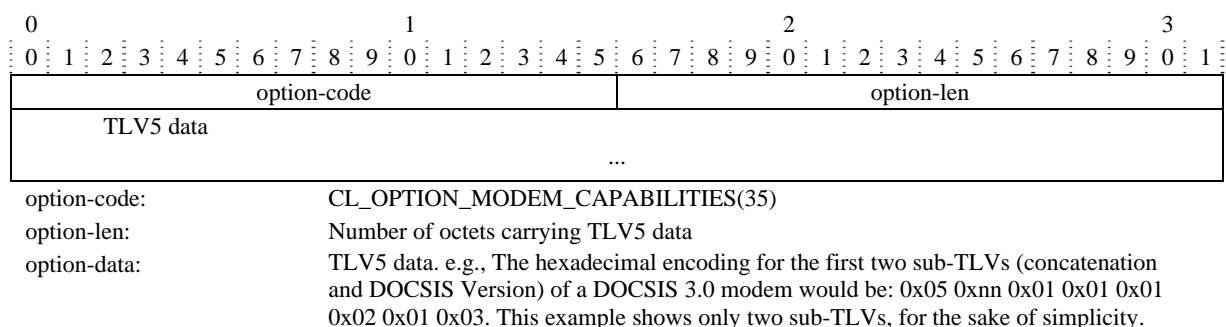 0 1 2 3
0 1 2 3 4 5 6 7 8 9 0 1 2 3 4 5 6 7 8 9 0 1 2 3 4 5 6 7 8 9 0 1
option-code option-len
TLV5 data
...
option-code: CL_OPTION_MODEM_CAPABILITIES(35)
option-len: Number of octets carrying TLV5 data
option-data: TLV5 data. e.g., The hexadecimal encoding for the first two sub-TLVs (concatenation
and DOCSIS Version) of a DOCSIS 3.0 modem would be: 0x05 0xnn 0x01 0x01 0x01
0x02 0x01 0x03. This example shows only two sub-TLVs, for the sake of simplicity.